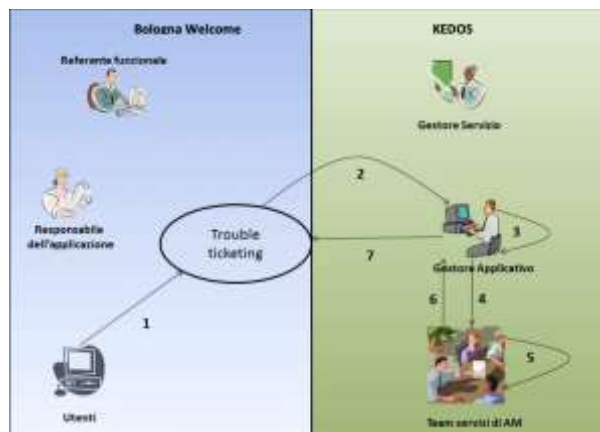 Bologna Welcome
KEDOS
Referente funzionale
Gestore Servizio
2
Responsabile
dell'applicazione
Trouble
ticketing
3
7
Gestore Applicativo
1
6
4
5
Utenti
Team servizi di AM